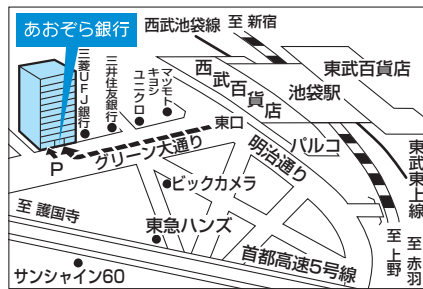 あおぞら銀行
三菱UFJ銀行
三井住友銀行
ユニクロ
マツモト
キヨシ
西武池袋線
至 新宿
西武百貨店
東武百貨店
池袋駅
パルコ
東武東上線
東口
明治通り
グリーン大通り
P
ビックカメラ
至 護国寺
東急ハンズ
首都高速5号線
サンシャイン60
至 上野
至 赤羽